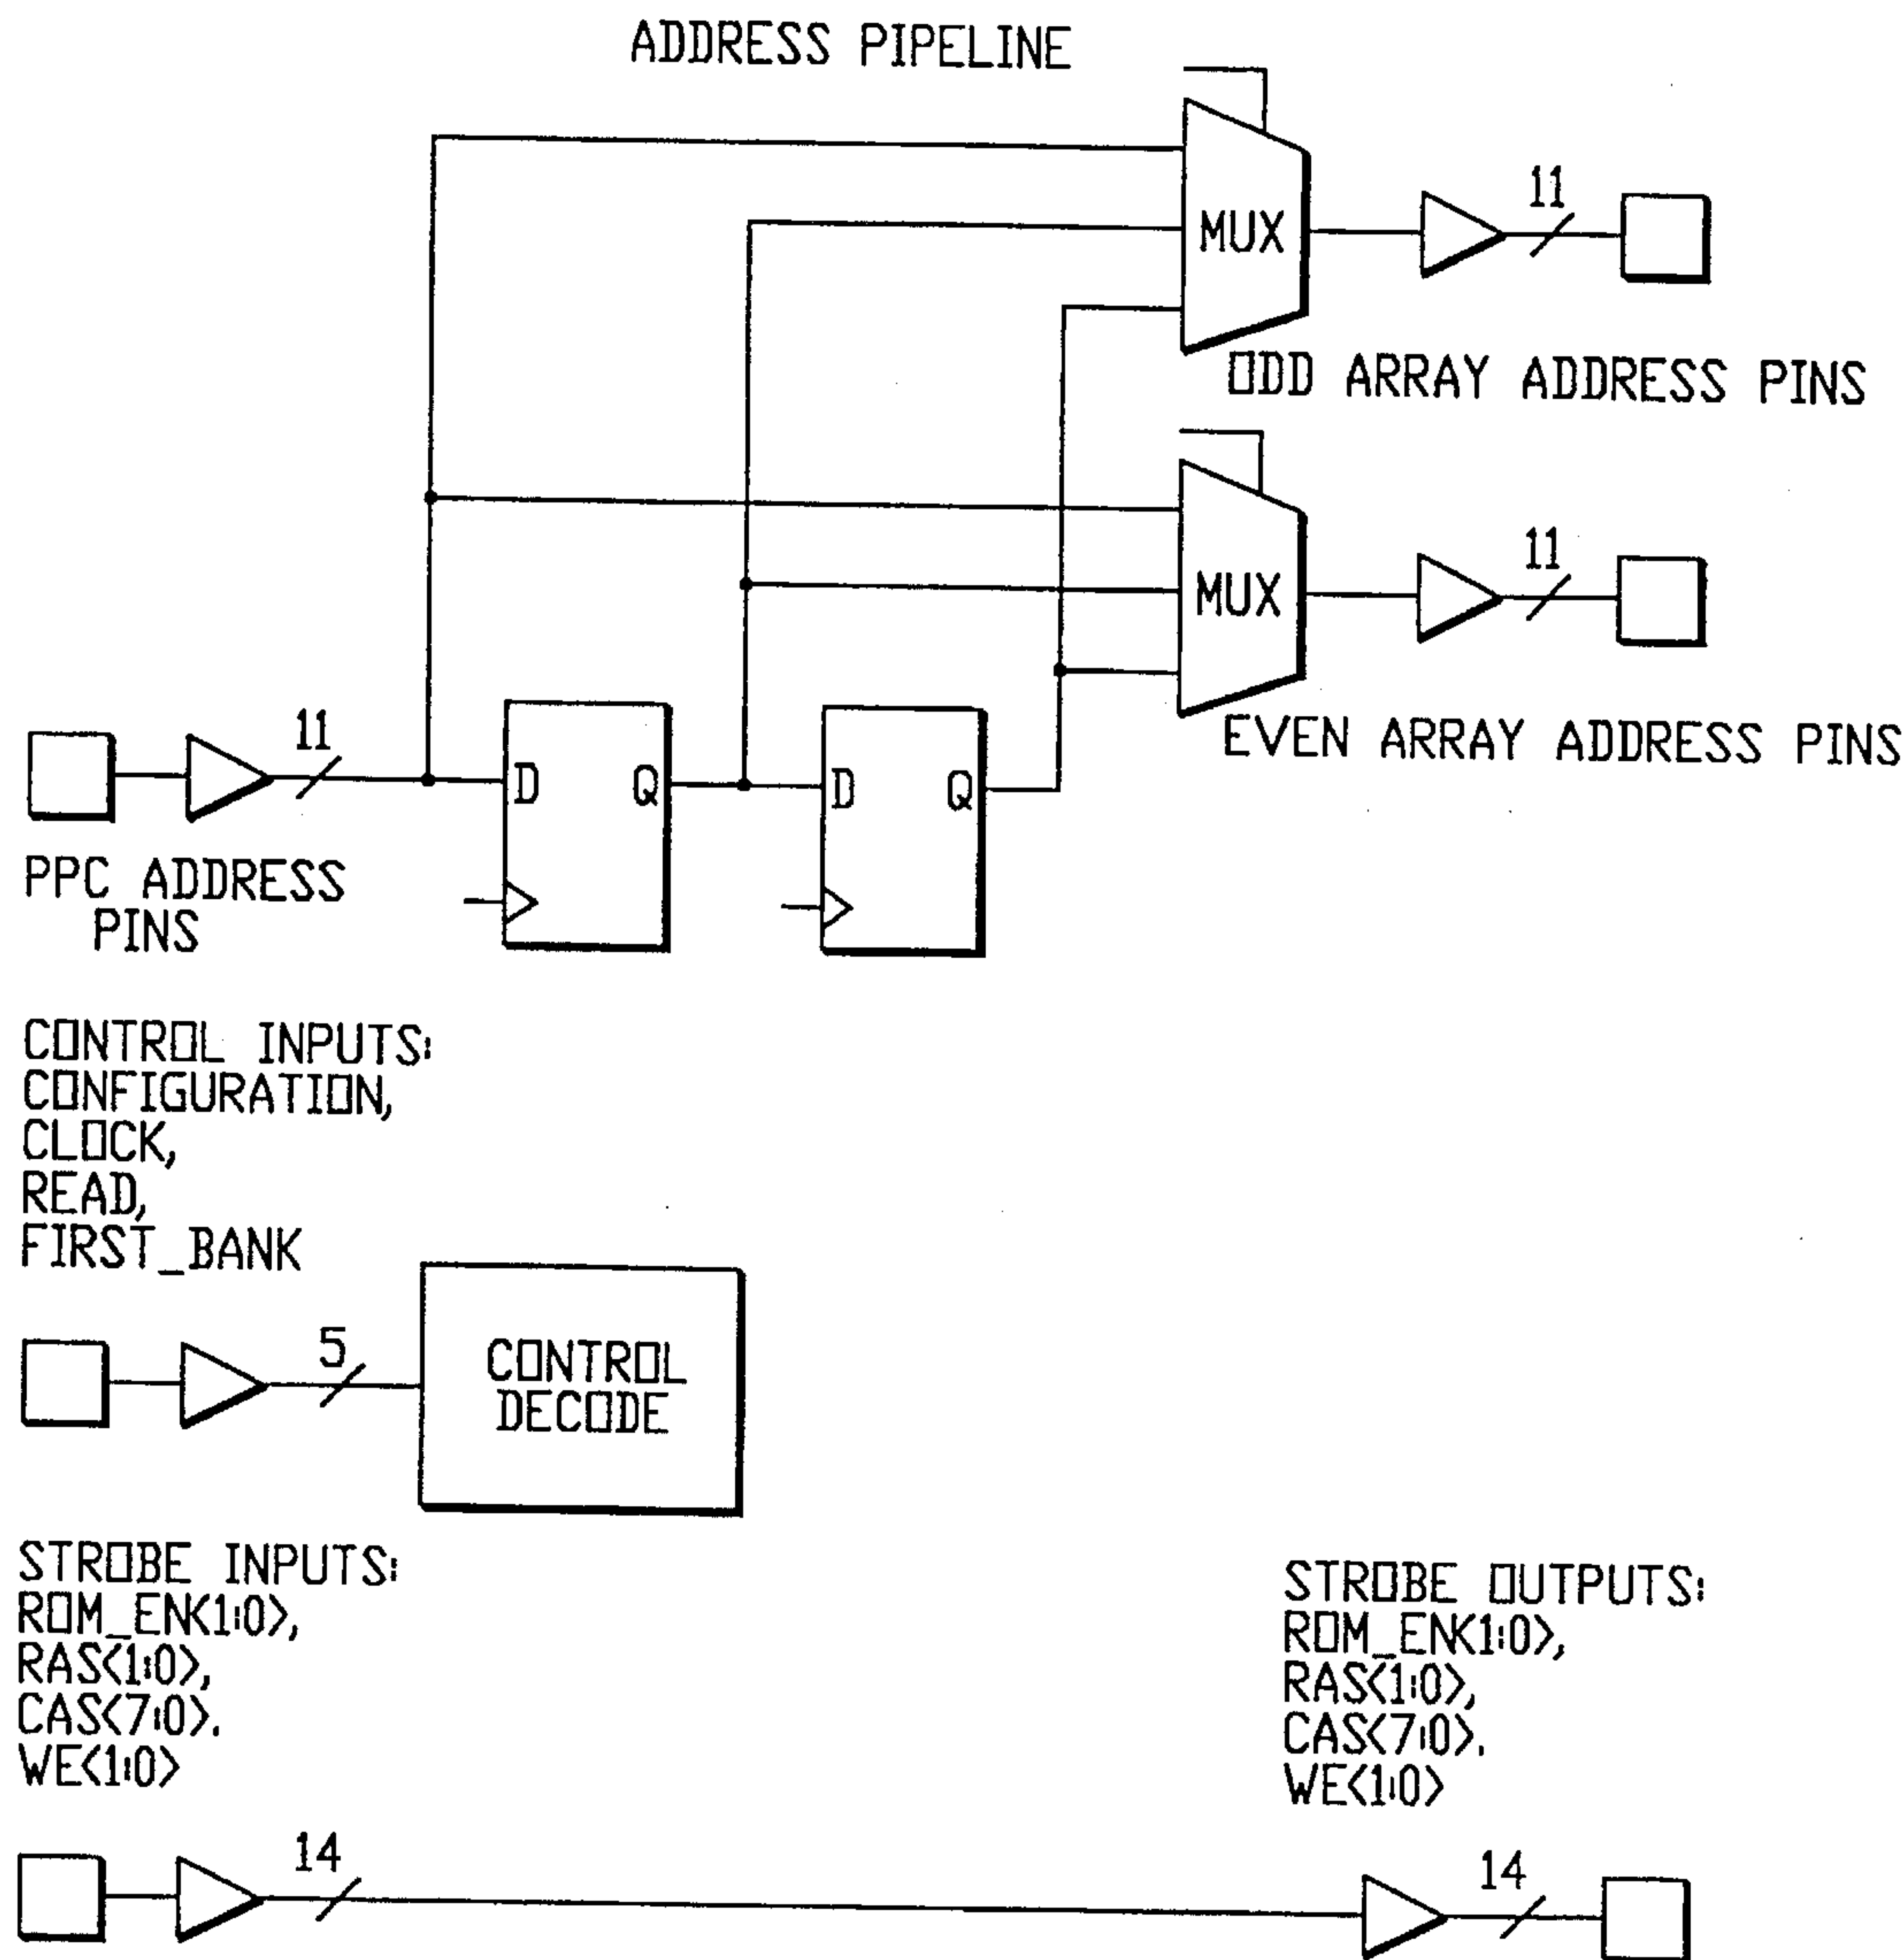 ADDRESS PIPELINE
11
MUX
ODD ARRAY ADDRESS PINS
11
MUX
EVEN ARRAY ADDRESS PINS
11
D Q
D Q
PPC ADDRESS
PINS
CONTROL INPUTS:
CONFIGURATION,
CLOCK,
READ,
FIRST_BANK
5
CONTROL
DECODE
STROBE INPUTS:
ROM_EN<1:0>,
RAS<1:0>,
CAS<7:0>.
WE<1:0>
14
STROBE OUTPUTS:
ROM_EN<1:0>,
RAS<1:0>,
CAS<7:0>.
WE<1:0>
14